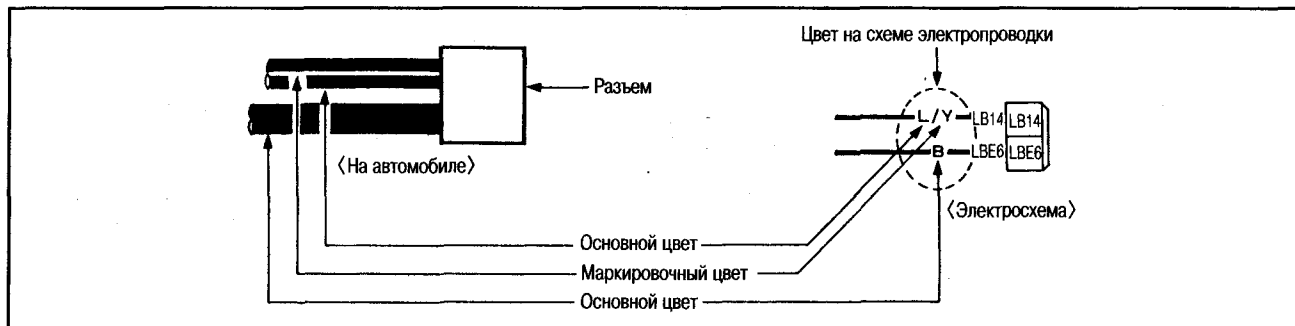 Цвет на схеме электропроводки
Разъем
L / Y
LB14
LB14
B
LBE6
LBE6
〈На автомобиле〉
〈Электросхема〉
Основной цвет
Маркировочный цвет
Основной цвет